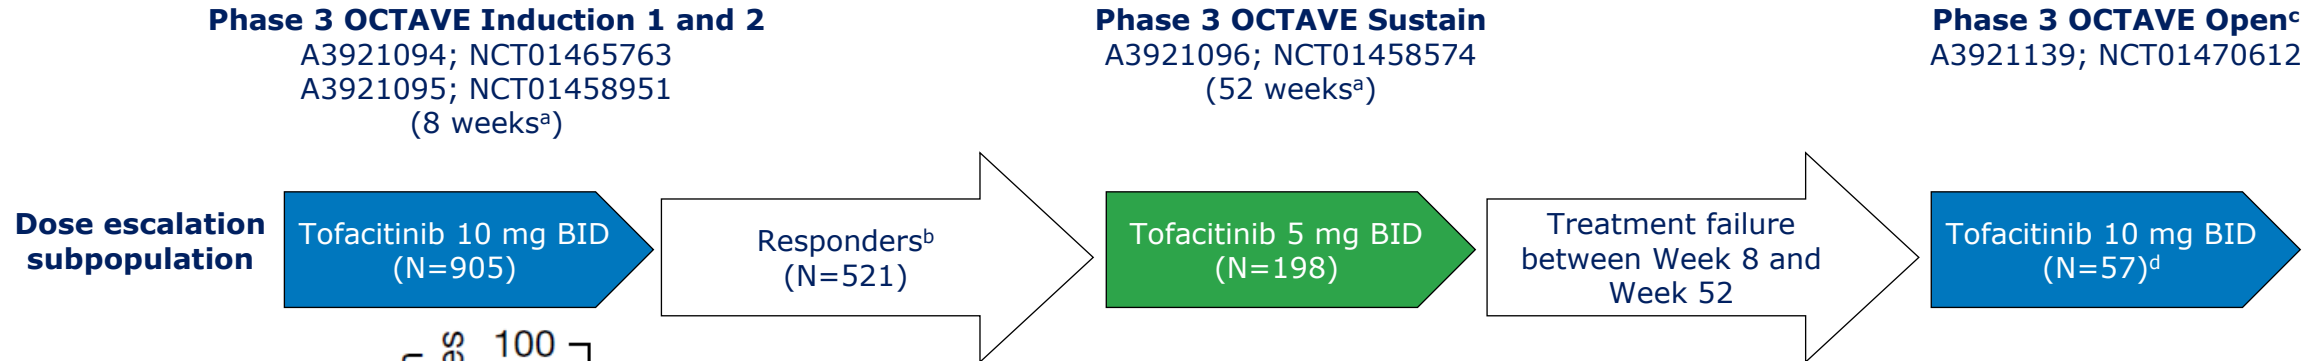 Phase 3 OCTAVE Induction 1 and 2
A3921094; NCT01465763
A3921095; NCT01458951
(8 weeksᵃ)
Phase 3 OCTAVE Sustain
A3921096; NCT01458574
(52 weeksᵃ)
Phase 3 OCTAVE Openᶜ
A3921139; NCT01470612
Dose escalation
subpopulation
Tofacitinib 10 mg BID
(N=905)
Respondersᵇ
(N=521)
Tofacitinib 5 mg BID
(N=198)
Treatment failure
between Week 8 and
Week 52
Tofacitinib 10 mg BID
(N=57)ᵈ
100